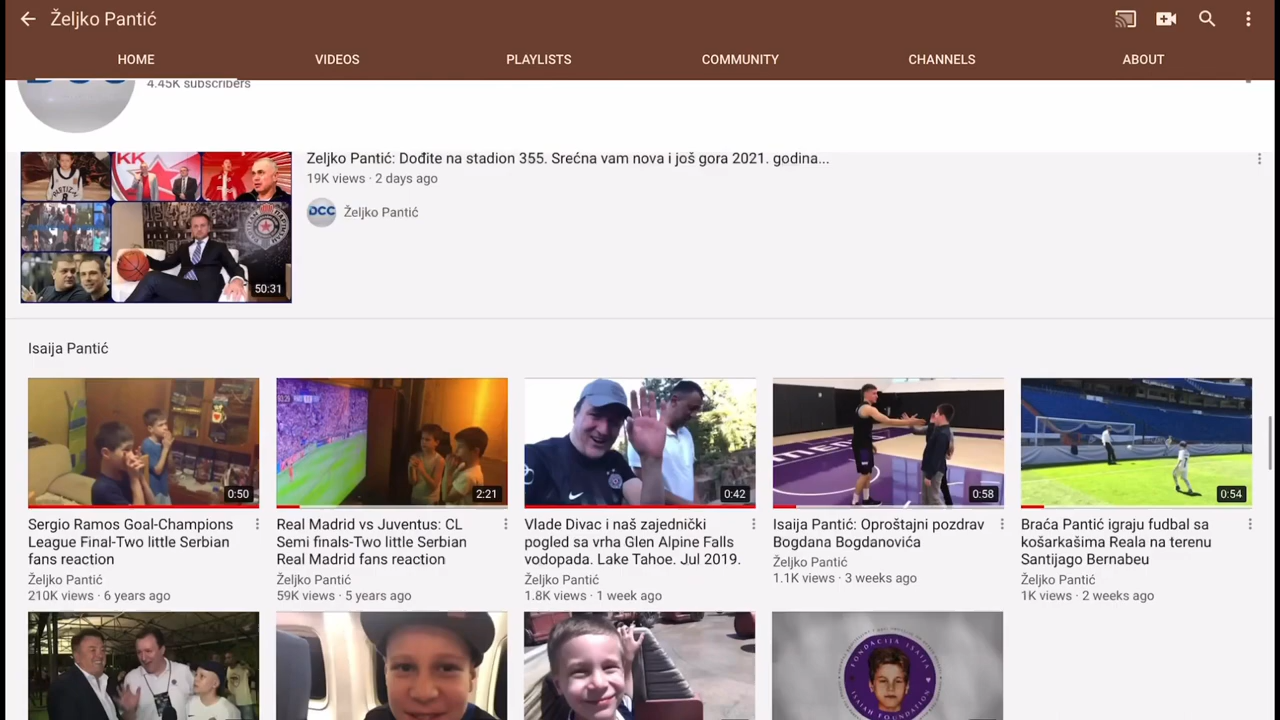 Željko Pantić
HOME VIDEOS PLAYLISTS COMMUNITY CHANNELS ABOUT
4.45K subscribers
Zeljko Pantić: Dođite na stadion 355. Srećna vam nova i još gora 2021. godina...
19K views · 2 days ago
DCC Željko Pantić
KK
PARTIZAN
8
50:31
Isaija Pantić
0:50
2:21
0:42
0:58
0:54
Sergio Ramos Goal-Champions
League Final-Two little Serbian
fans reaction
Željko Pantić
210K views · 6 years ago
Real Madrid vs Juventus: CL
Semi finals-Two little Serbian
Real Madrid fans reaction
Željko Pantić
59K views · 5 years ago
Vlade Divac i naš zajednički
pogled sa vrha Glen Alpine Falls
vodopada. Lake Tahoe. Jul 2019.
Željko Pantić
1.8K views · 1 week ago
Isaija Pantić: Oproštajni pozdrav
Bogdana Bogdanovića
Željko Pantić
1.1K views · 3 weeks ago
Braća Pantić igraju fudbal sa
košarkašima Reala na terenu
Santijago Bernabeu
Željko Pantić
1K views · 2 weeks ago
FONDACIJA ISAIJA
ISAIAH FOUNDATION